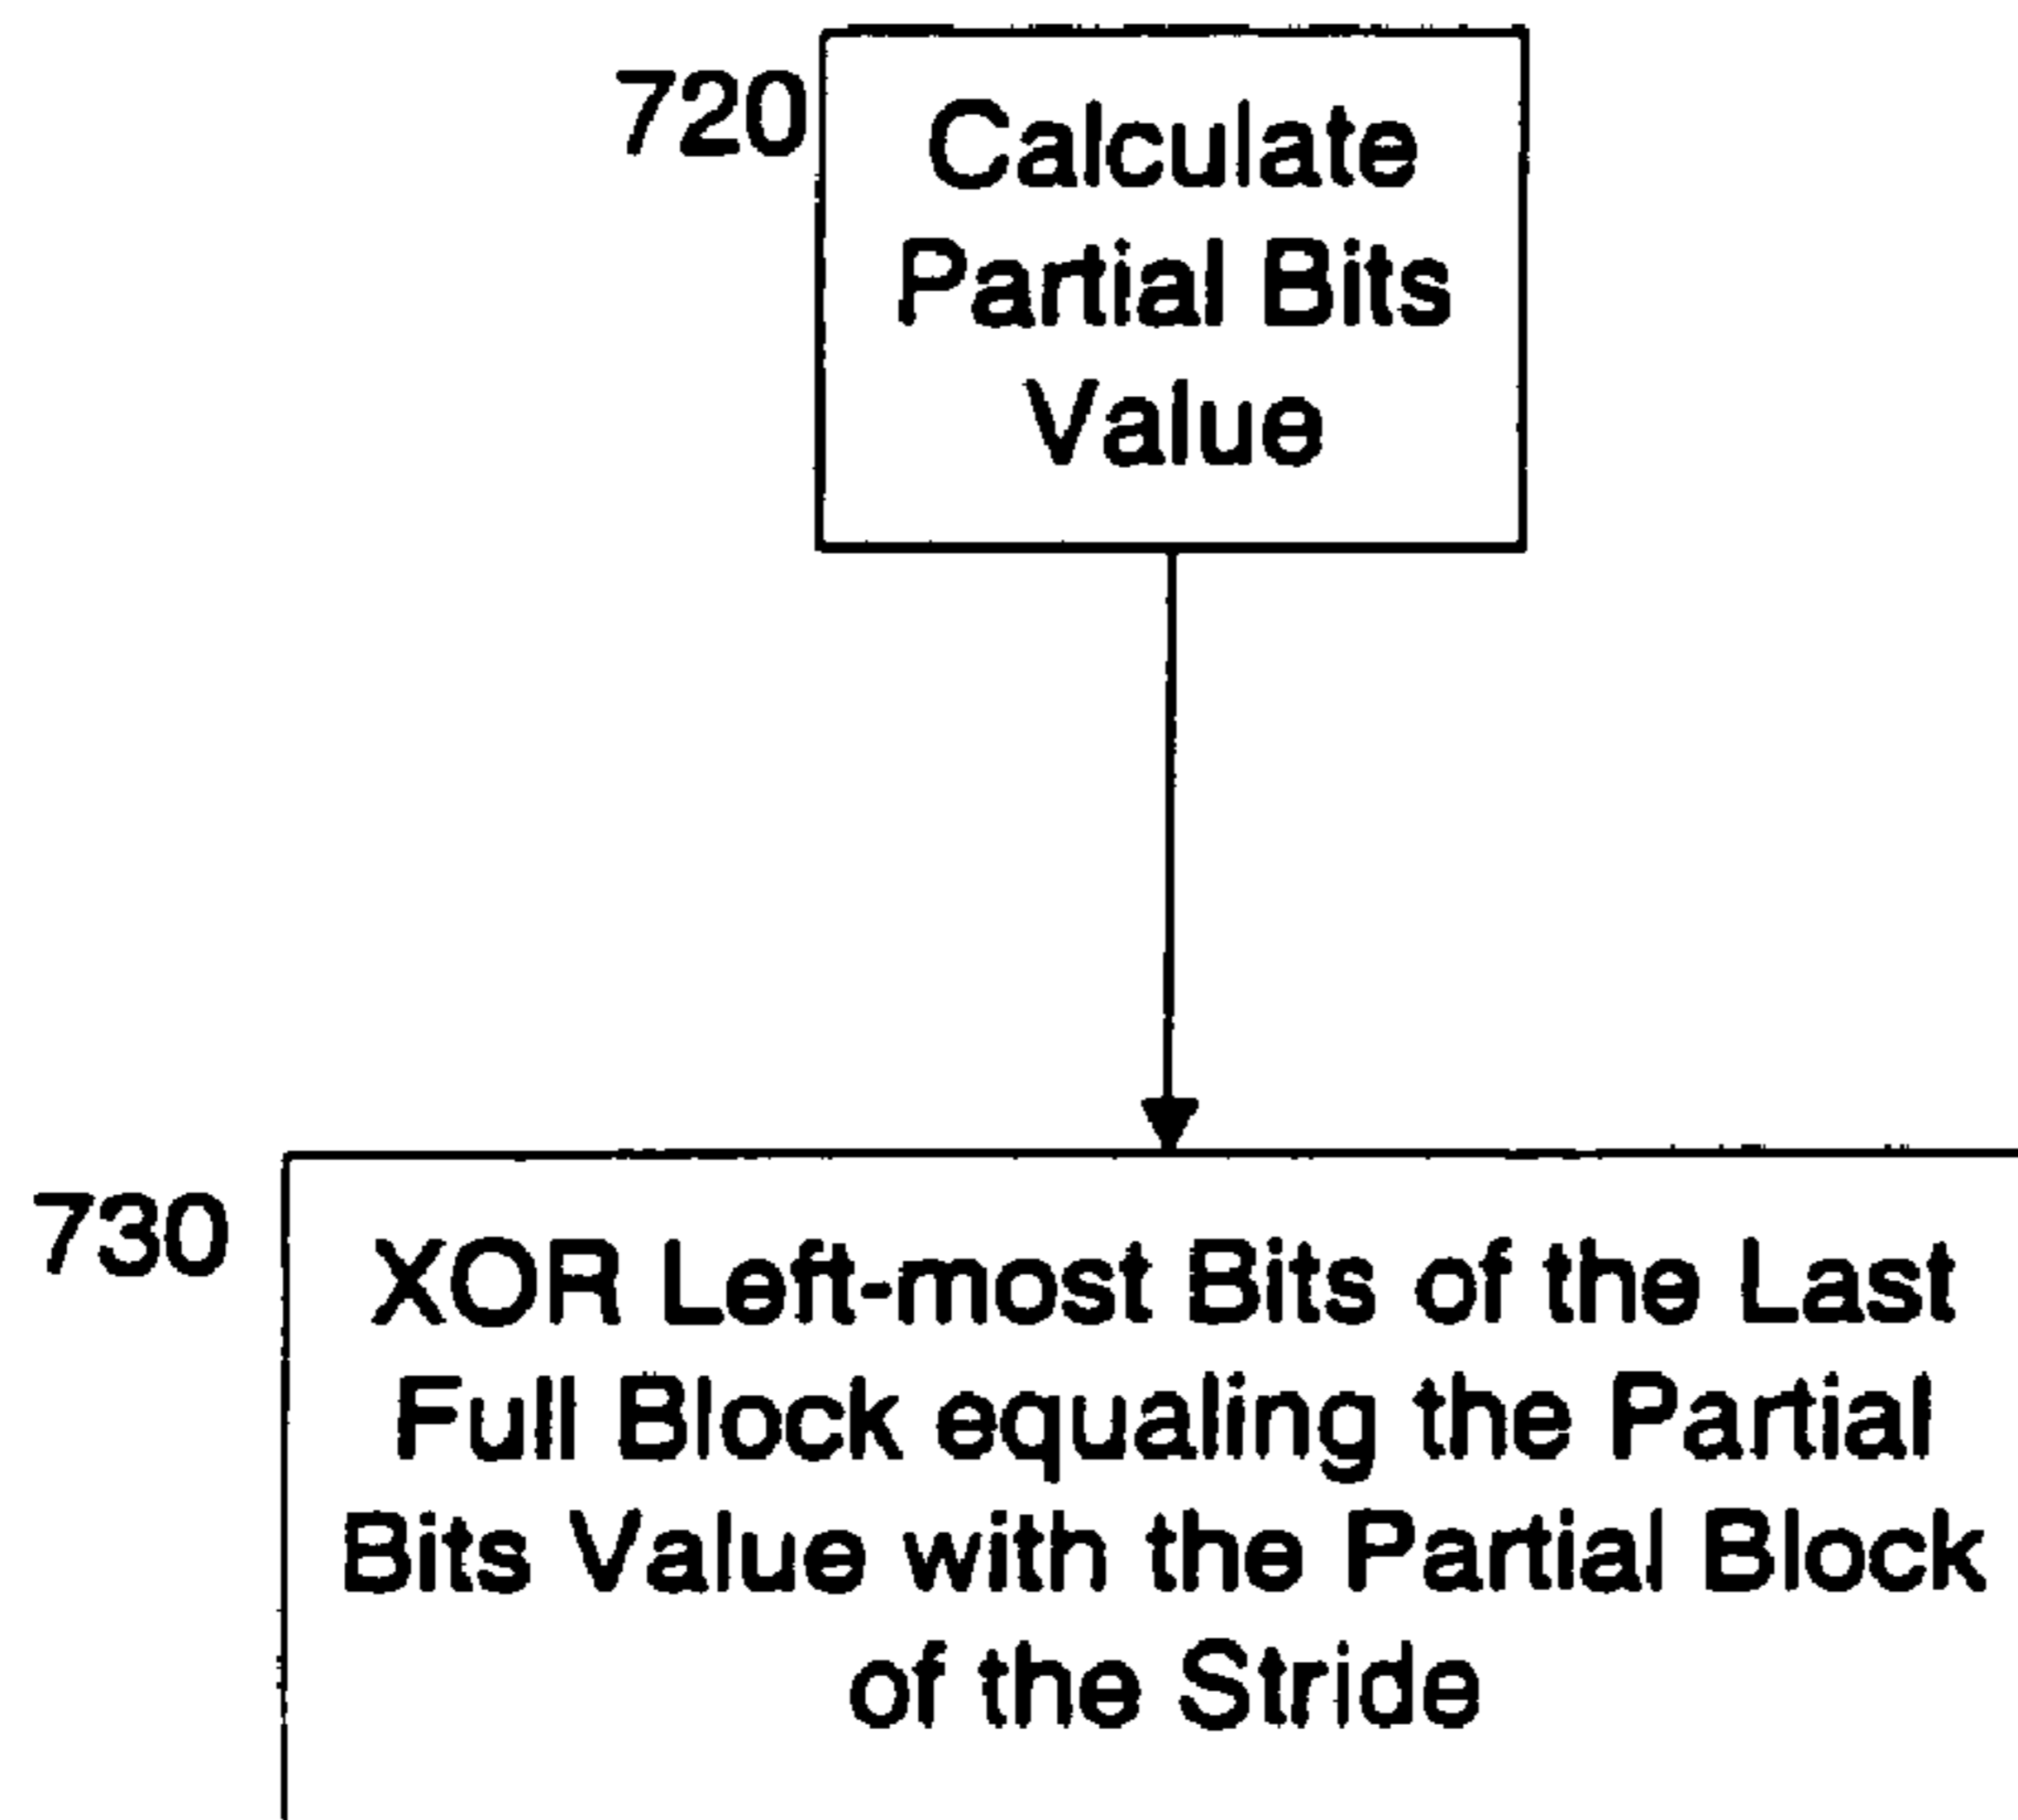 720
Calculate
Partial Bits
Value
730
XOR Left-most Bits of the Last
Full Block equaling the Partial
Bits Value with the Partial Block
of the Stride